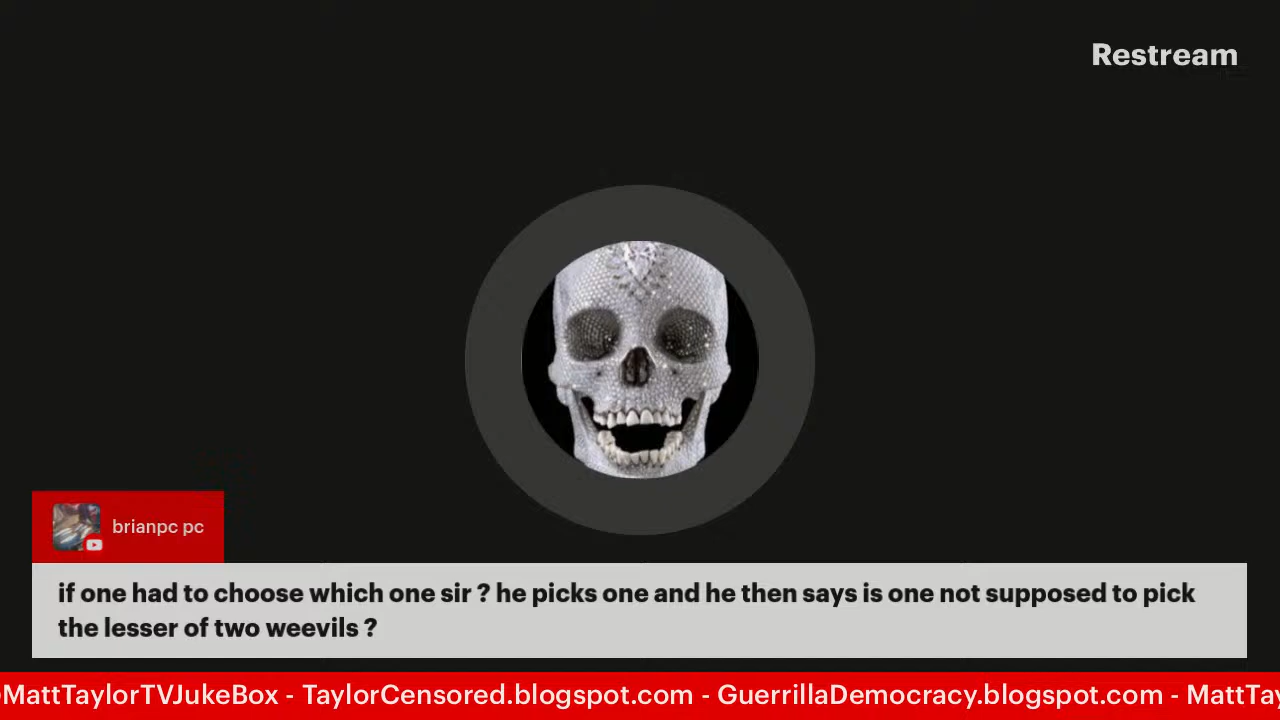 Restream
brianpc pc
if one had to choose which one sir ? he picks one and he then says is one not supposed to pick
the lesser of two weevils ?
MattTaylorTVJukeBox - TaylorCensored.blogspot.com - GuerrillaDemocracy.blogspot.com - MattTay